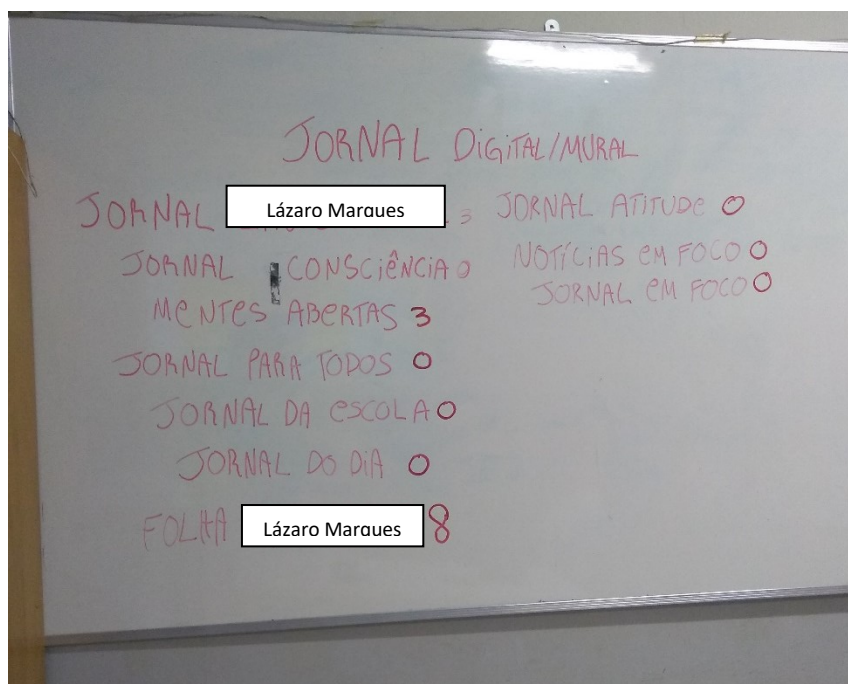 JORNAL DiGiTAL/MURAL
JORNAL Lázaro Marques 3
JORNAL CONSCIÊNCIA 0
MENTES ABERTAS 3
JORNAL PARA TODOS 0
JORNAL DA ESCOLA 0
JORNAL DO DIA 0
FOLHA Lázaro Marques 8
JORNAL ATITUDE 0
NOTÍCIAS EM FOCO 0
JORNAL EM FOCO 0